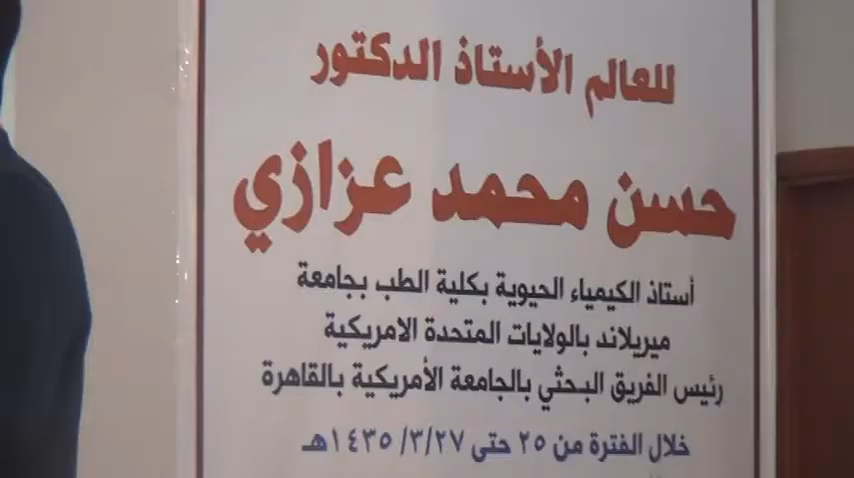 للعالم الأستاذ الدكتور
حسن محمد عزازي
أستاذ الكيمياء الحيوية بكلية الطب بجامعة
ميريلاند بالولايات المتحدة الامريكية
رئيس الفريق البحثي بالجامعة الأمريكية بالقاهرة
خلال الفترة من ٢٥ حتى ١٤٣٥/٣/٢٧هـ